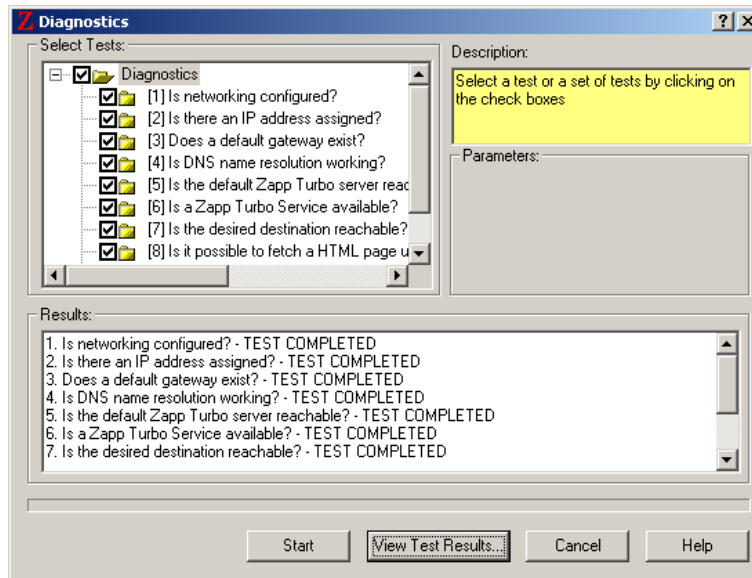 Z Diagnostics
Select Tests:
Diagnostics
[1] Is networking configured?
[2] Is there an IP address assigned?
[3] Does a default gateway exist?
[4] Is DNS name resolution working?
[5] Is the default Zapp Turbo server reac
[6] Is a Zapp Turbo Service available?
[7] Is the desired destination reachable?
[8] Is it possible to fetch a HTML page u
Description:
Select a test or a set of tests by clicking on
the check boxes
Parameters:
Results:
1. Is networking configured? - TEST COMPLETED
2. Is there an IP address assigned? - TEST COMPLETED
3. Does a default gateway exist? - TEST COMPLETED
4. Is DNS name resolution working? - TEST COMPLETED
5. Is the default Zapp Turbo server reachable? - TEST COMPLETED
6. Is a Zapp Turbo Service available? - TEST COMPLETED
7. Is the desired destination reachable? - TEST COMPLETED
Start View Test Results... Cancel Help